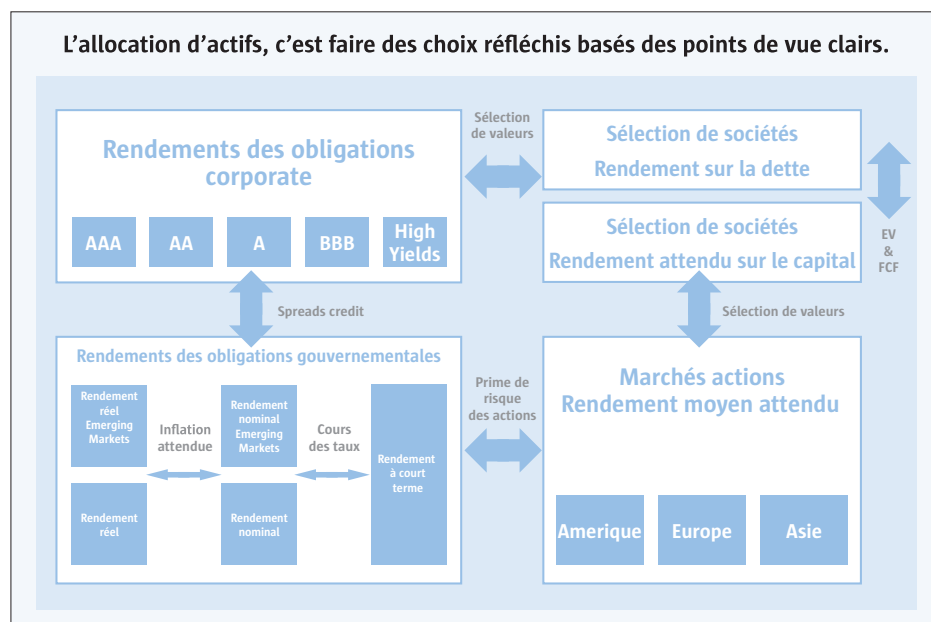 L'allocation d'actifs, c'est faire des choix réfléchis basés des points de vue clairs.
Rendements des obligations
corporate
AAA
AA
A
BBB
High
Yields
Sélection
de valeurs
Sélection de sociétés
Rendement sur la dette
Sélection de sociétés
Rendement attendu sur le capital
EV
&
FCF
Spreads credit
Sélection de valeurs
Rendements des obligations gouvernementales
Rendement
réel
Emerging
Markets
Inflation
attendue
Rendement
nominal
Emerging
Markets
Cours
des taux
Rendement
à court
terme
Rendement
réel
Rendement
nominal
Prime de
risque
des actions
Marchés actions
Rendement moyen attendu
Amerique
Europe
Asie